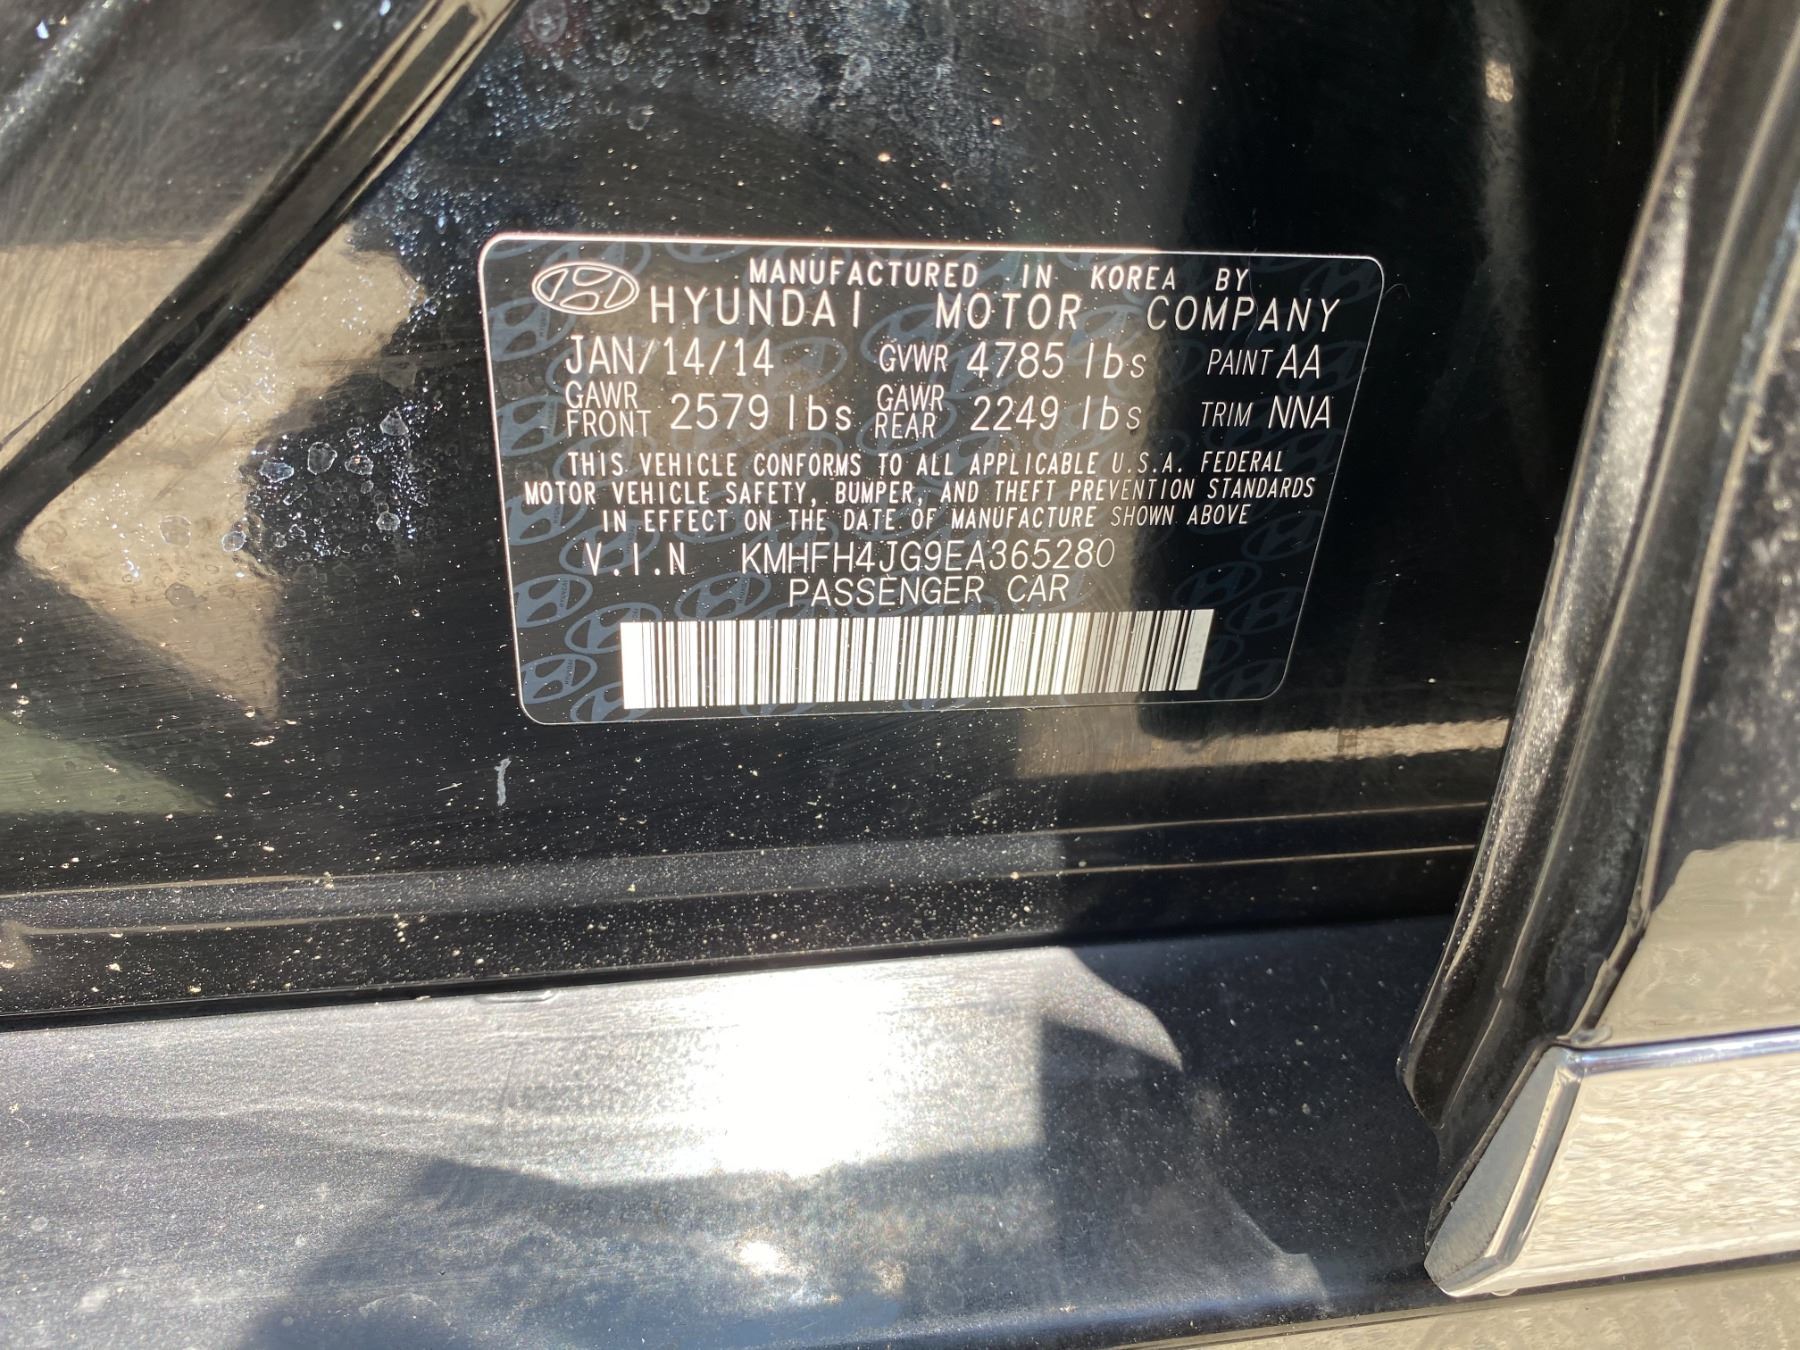 MANUFACTURED IN KOREA BY
HYUNDAI MOTOR COMPANY
JAN/14/14 GVWR 4785 lbs PAINT AA
GAWR FRONT 2579 lbs GAWR REAR 2249 lbs TRIM NNA
THIS VEHICLE CONFORMS TO ALL APPLICABLE U.S.A. FEDERAL
MOTOR VEHICLE SAFETY, BUMPER, AND THEFT PREVENTION STANDARDS
IN EFFECT ON THE DATE OF MANUFACTURE SHOWN ABOVE
V.I.N KMHFH4JG9EA365280
PASSENGER CAR